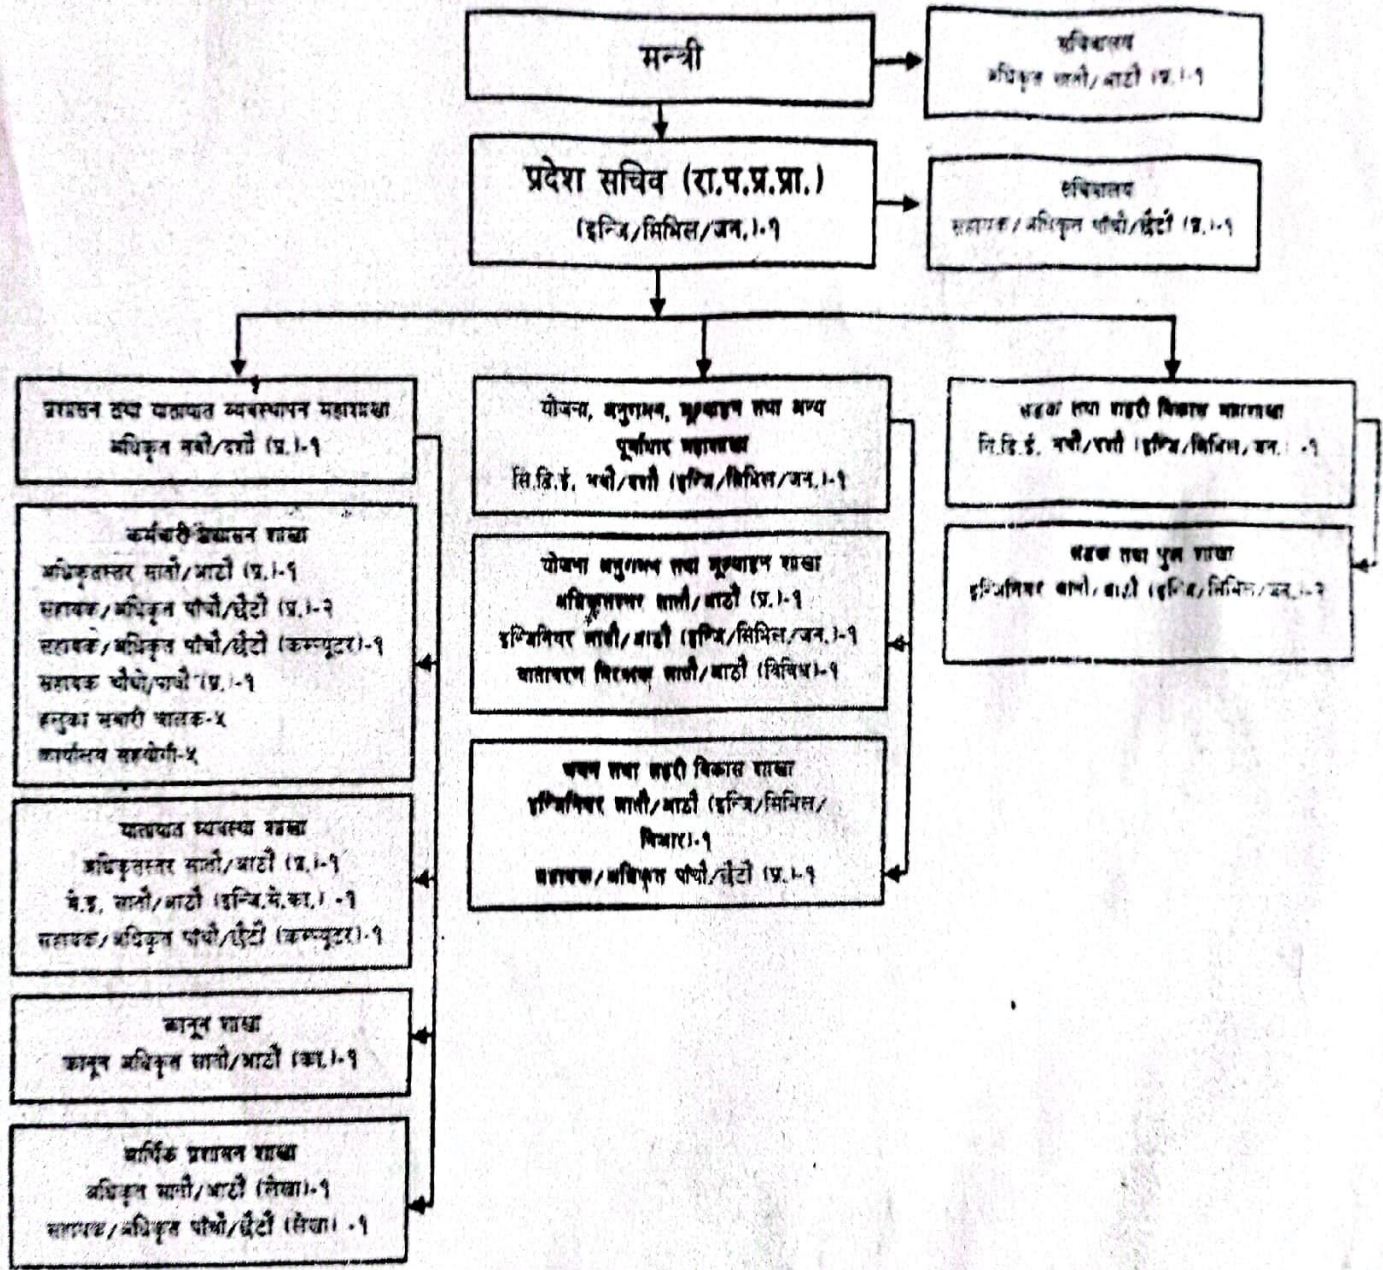 मन्त्री
सचिवालय
अधिकृत सातौ/आठौ (प्र.)-१
प्रदेश सचिव (रा.प.प्र.प्रा.)
(इन्जि/सिभिल/जन.)-१
सचिवालय
सहायक/अधिकृत पाँचौ/छैटौ (प्र.)-१
प्रशासन तथा यातायात व्यवस्थापन महाशाखा
अधिकृत नवौ/दशौ (प्र.)-१
कर्मचारी प्रशासन शाखा
अधिकृतस्तर सातौ/आठौ (प्र.)-१
सहायक/अधिकृत पाँचौ/छैटौ (प्र.)-२
सहायक/अधिकृत पाँचौ/छैटौ (कम्प्यूटर)-१
सहायक चौथो/पाचौ (प्र.)-१
हलुका सवारी चालक-५
कार्यालय सहयोगी-५
यातायात व्यवस्था शाखा
अधिकृतस्तर सातौ/आठौ (प्र.)-१
मे.इ. सातौ/आठौ (इन्जि.मे.का.) -१
सहायक/अधिकृत पाँचौ/छैटौ (कम्प्यूटर)-१
कानून शाखा
कानून अधिकृत सातौ/आठौ (का.)-१
आर्थिक प्रशासन शाखा
अधिकृत सातौ/आठौ (लेखा)-१
सहायक/अधिकृत पाँचौ/छैटौ (लेखा) -१
योजना, अनुगमन, मूल्याङ्कन तथा अन्य
पूर्वाधार महाशाखा
सि.डि.ई. नवौ/दशौ (इन्जि/सिभिल/जन.)-१
योजना अनुगमन तथा मूल्याङ्कन शाखा
अधिकृतस्तर सातौ/आठौ (प्र.)-१
इन्जिनियर सातौ/आठौ (इन्जि/सिभिल/जन.)-१
वातावरण निरीक्षक सातौ/आठौ (विविध)-१
भवन तथा शहरी विकास शाखा
इन्जिनियर सातौ/आठौ (इन्जि/सिभिल/
विआर)-१
सहायक/अधिकृत पाँचौ/छैटौ (प्र.)-१
सडक तथा शहरी विकास महाशाखा
सि.डि.ई. नवौ/दशौ (इन्जि/सिभिल/जन.) -१
सडक तथा पुल शाखा
इन्जिनियर सातौ/आठौ (इन्जि/सिभिल/जन.)-२